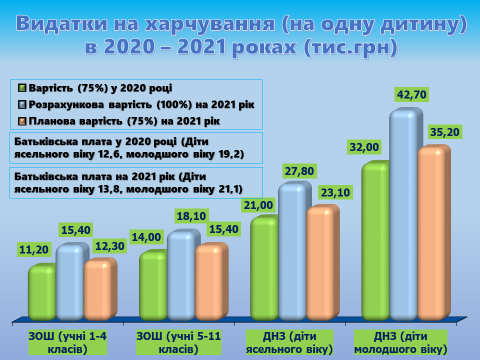 Видатки на харчування (на одну дитину)
в 2020 – 2021 роках (тис.грн)
Вартість (75%) у 2020 році
Розрахункова вартість (100%) на 2021 рік
Планова вартість (75%) на 2021 рік
Батьківська плата у 2020 році (Діти
ясельного віку 12,6, молодшого віку 19,2)
Батьківська плата на 2021 рік (Діти
ясельного віку 13,8, молодшого віку 21,1)
11,20
15,40
12,30
14,00
18,10
15,40
21,00
27,80
23,10
32,00
42,70
35,20
ЗОШ (учні 1-4
класів)
ЗОШ (учні 5-11
класів)
ДНЗ (діти
ясельного віку)
ДНЗ (діти
молодшого віку)